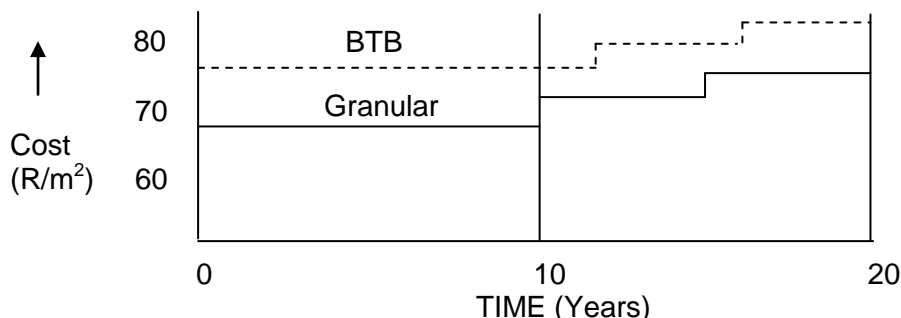 80
BTB
70
Granular
Cost
(R/m²)
60
0
10
20
TIME (Years)